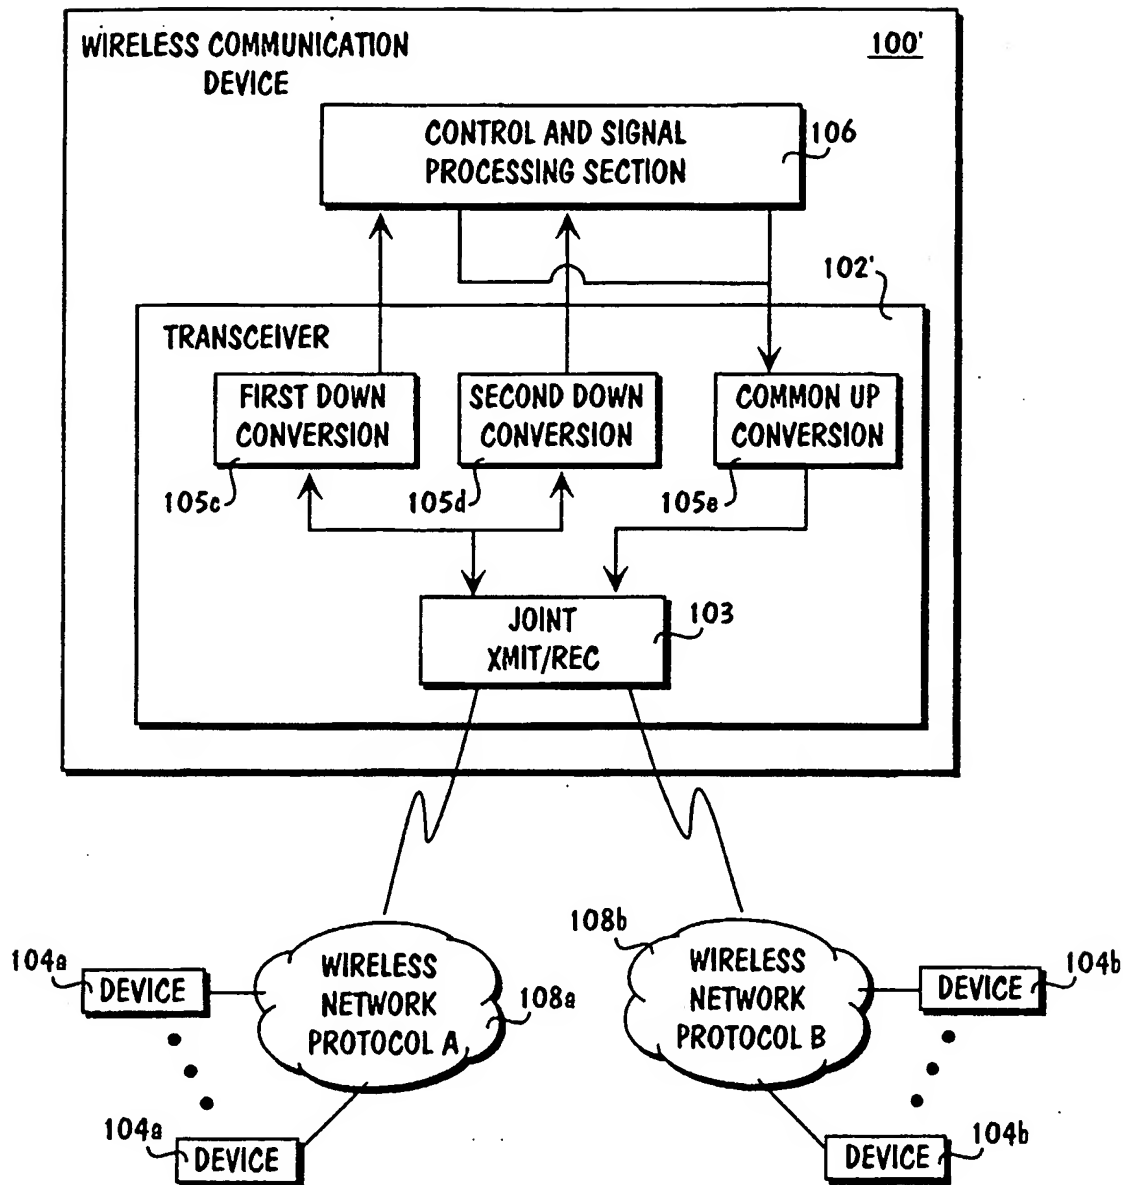 WIRELESS COMMUNICATION
DEVICE
100'
CONTROL AND SIGNAL
PROCESSING SECTION
106
102'
TRANSCEIVER
FIRST DOWN
CONVERSION
SECOND DOWN
CONVERSION
COMMON UP
CONVERSION
105c
105d
105e
JOINT
XMIT/REC
103
108b
104a
DEVICE
WIRELESS
NETWORK
PROTOCOL A
108a
WIRELESS
NETWORK
PROTOCOL B
104b
DEVICE
104a
DEVICE
104b
DEVICE